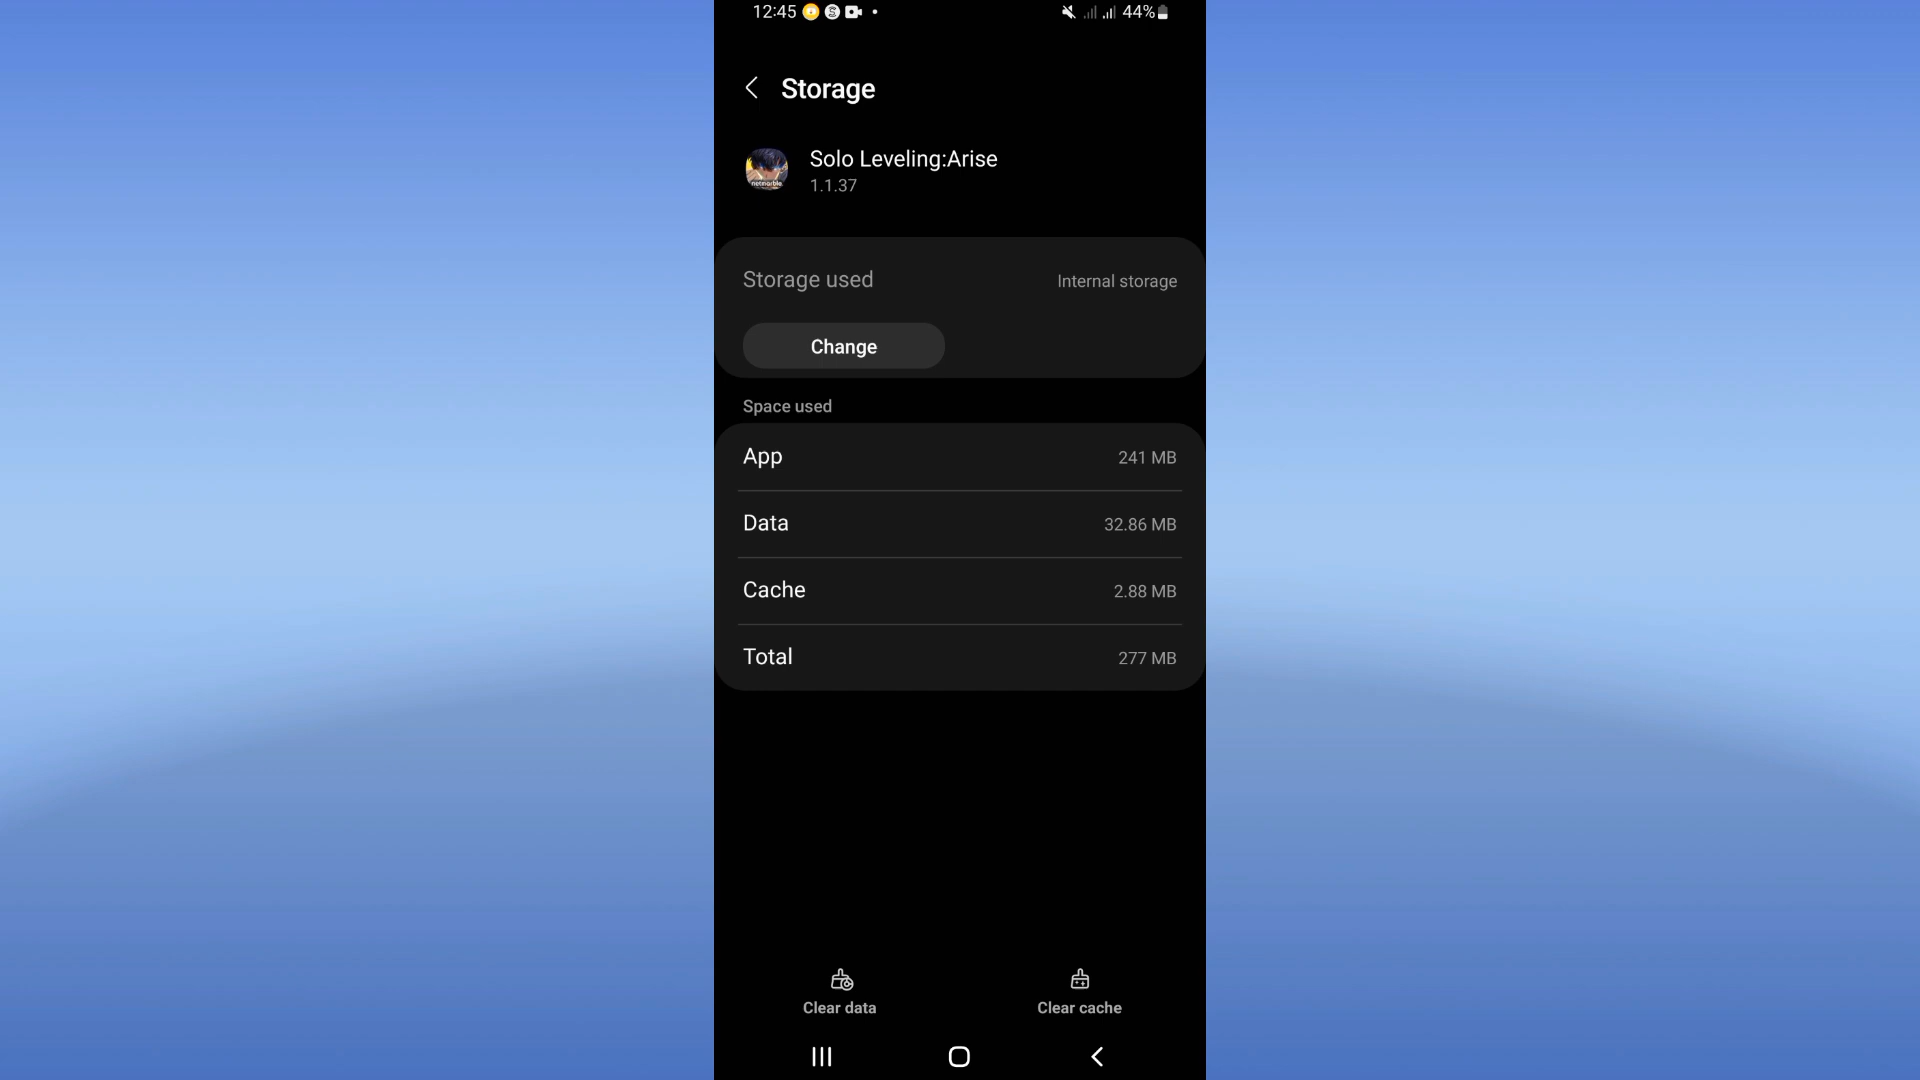 12:45 44%
Storage
netmarble
Solo Leveling:Arise
1.1.37
Storage used Internal storage
Change
Space used
App 241 MB
Data 32.86 MB
Cache 2.88 MB
Total 277 MB
Clear data Clear cache